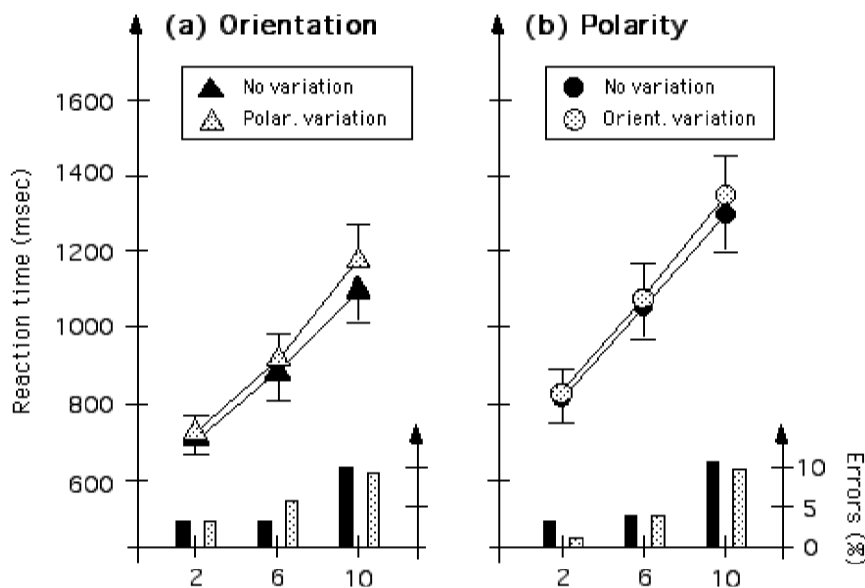 (a) Orientation
(b) Polarity
No variation
Polar. variation
No variation
Orient. variation
Reaction time (msec)
1600
1400
1200
1000
800
600
10
5
0
Errors (%)
2 6 10
2 6 10